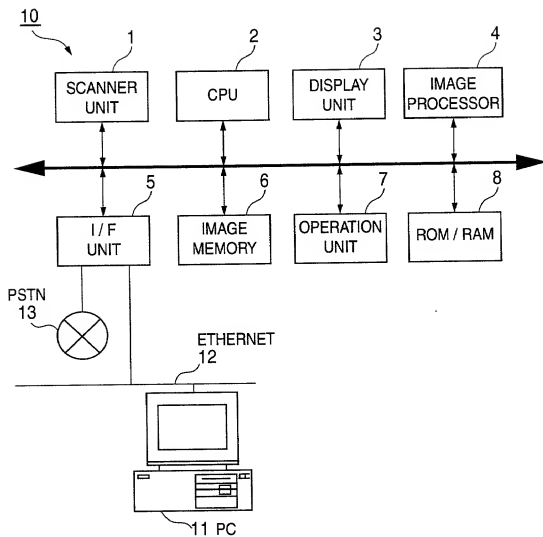 10
1
2
3
4
SCANNER
UNIT
CPU
DISPLAY
UNIT
IMAGE
PROCESSOR
5
6
7
8
I / F
UNIT
IMAGE
MEMORY
OPERATION
UNIT
ROM / RAM
PSTN
13
ETHERNET
12
11 PC